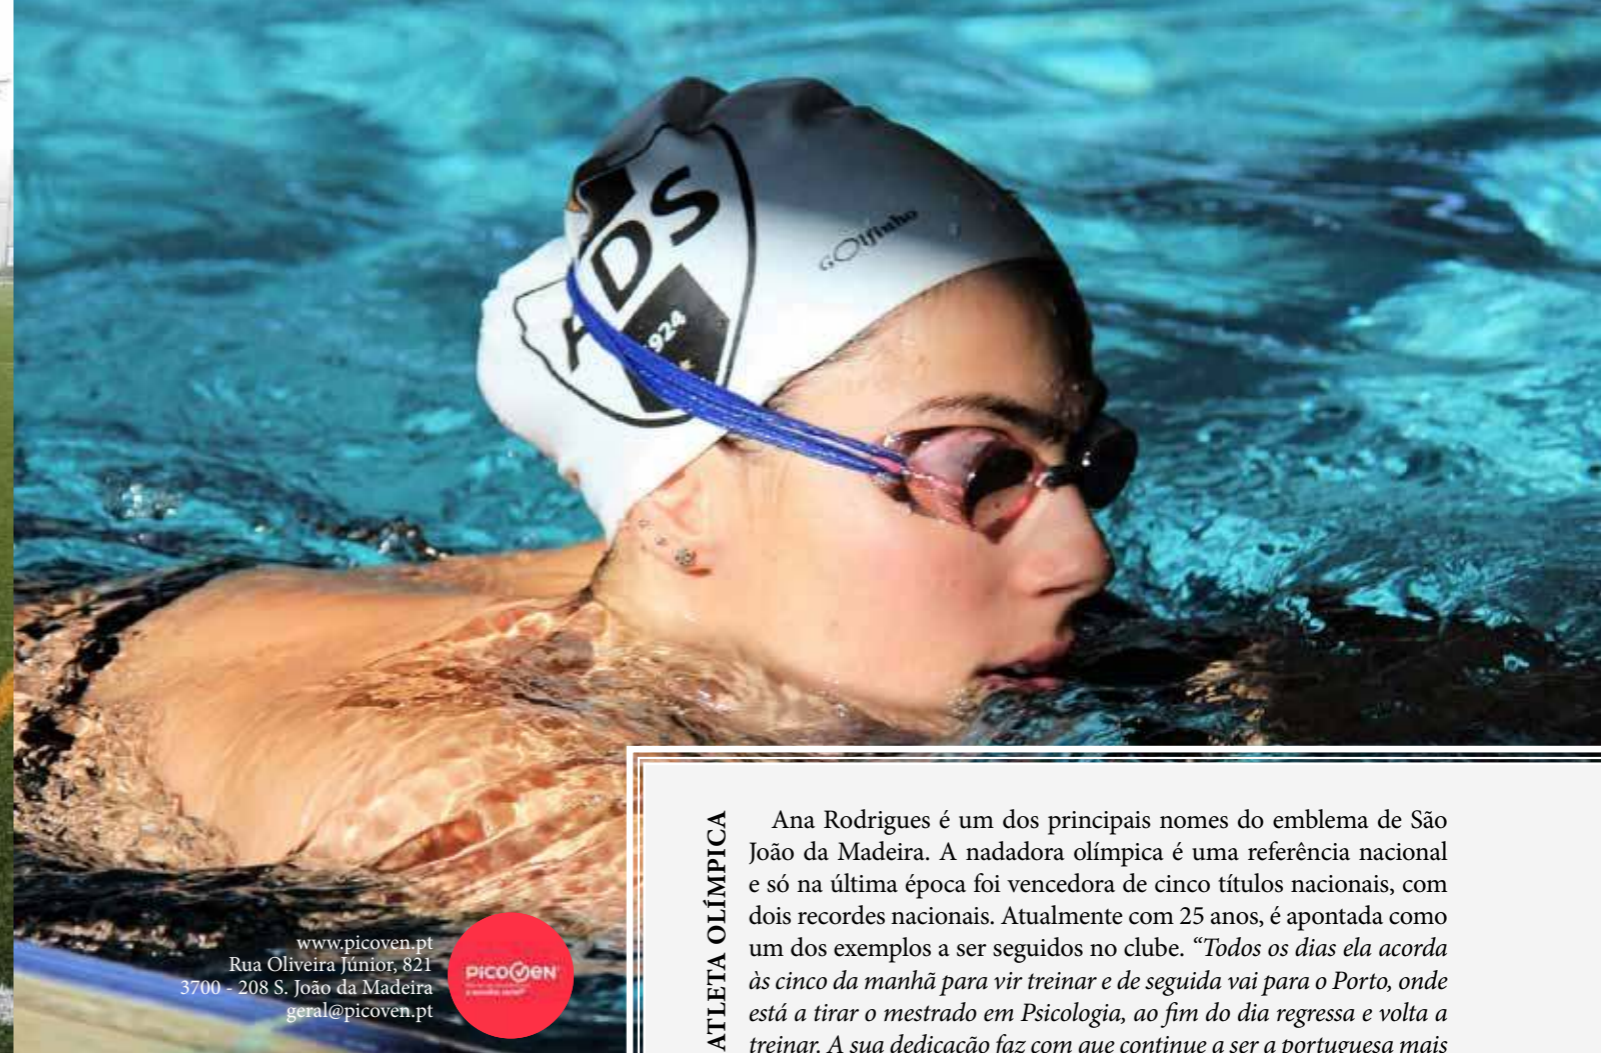 ADS
1924
Golfinho
www.picoven.pt
Rua Oliveira Júnior, 821
3700 - 208 S. João da Madeira
geral@picoven.pt
PICOVEN
ATLETA OLÍMPICA
Ana Rodrigues é um dos principais nomes do emblema de São
João da Madeira. A nadadora olímpica é uma referência nacional
e só na última época foi vencedora de cinco títulos nacionais, com
dois recordes nacionais. Atualmente com 25 anos, é apontada como
um dos exemplos a ser seguidos no clube. “Todos os dias ela acorda
às cinco da manhã para vir treinar e de seguida vai para o Porto, onde
está a tirar o mestrado em Psicologia, ao fim do dia regressa e volta a
treinar. A sua dedicação faz com que continue a ser a portuguesa mais